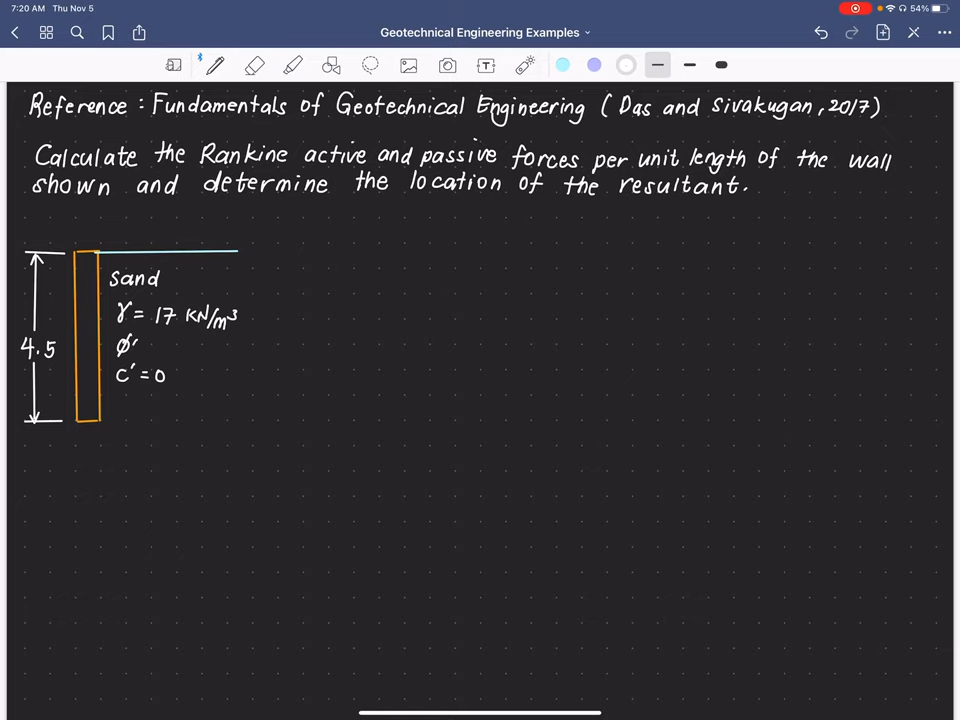 7:20 AM Thu Nov 5
54%
Geotechnical Engineering Examples
Reference : Fundamentals of Geotechnical Engineering ( Das and Sivakugan, 2017)
Calculate the Rankine active and passive forces per unit length of the wall
shown and determine the location of the resultant.
Sand
γ = 17 KN/m³
4.5
φ'
c' = 0